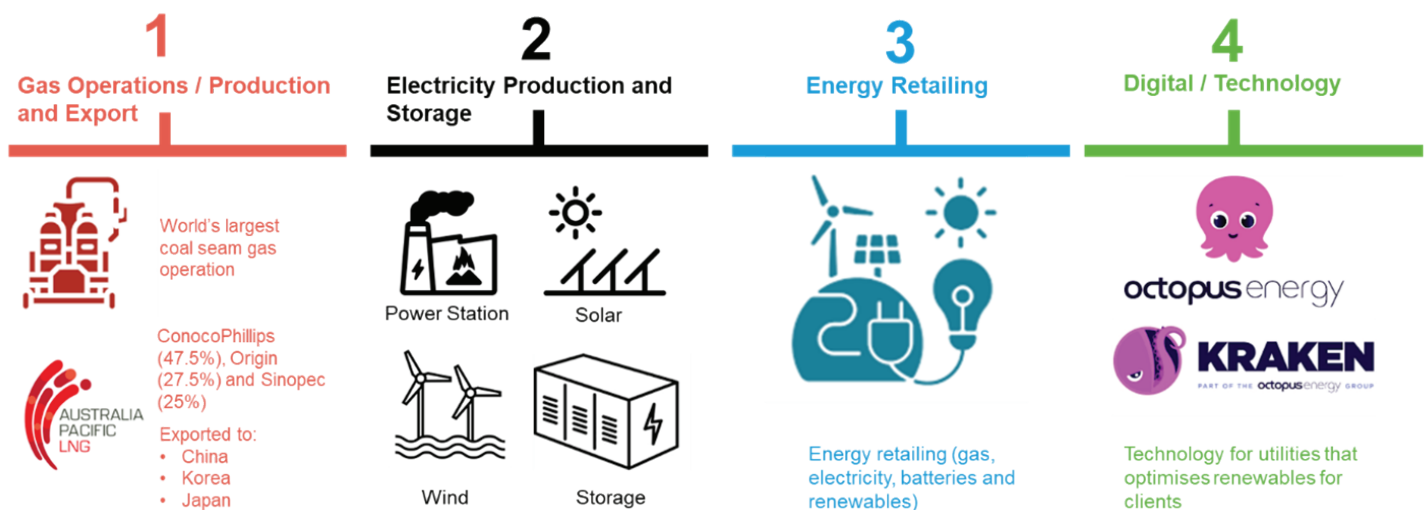 1
Gas Operations / Production
and Export
World's largest
coal seam gas
operation
AUSTRALIA
PACIFIC
LNG
ConocoPhillips
(47.5%), Origin
(27.5%) and Sinopec
(25%)
Exported to:
• China
• Korea
• Japan
2
Electricity Production and
Storage
Power Station
Solar
Wind
Storage
3
Energy Retailing
Energy retailing (gas,
electricity, batteries and
renewables)
4
Digital / Technology
octopus energy
KRAKEN
PART OF THE octopus energy GROUP
Technology for utilities that
optimises renewables for
clients